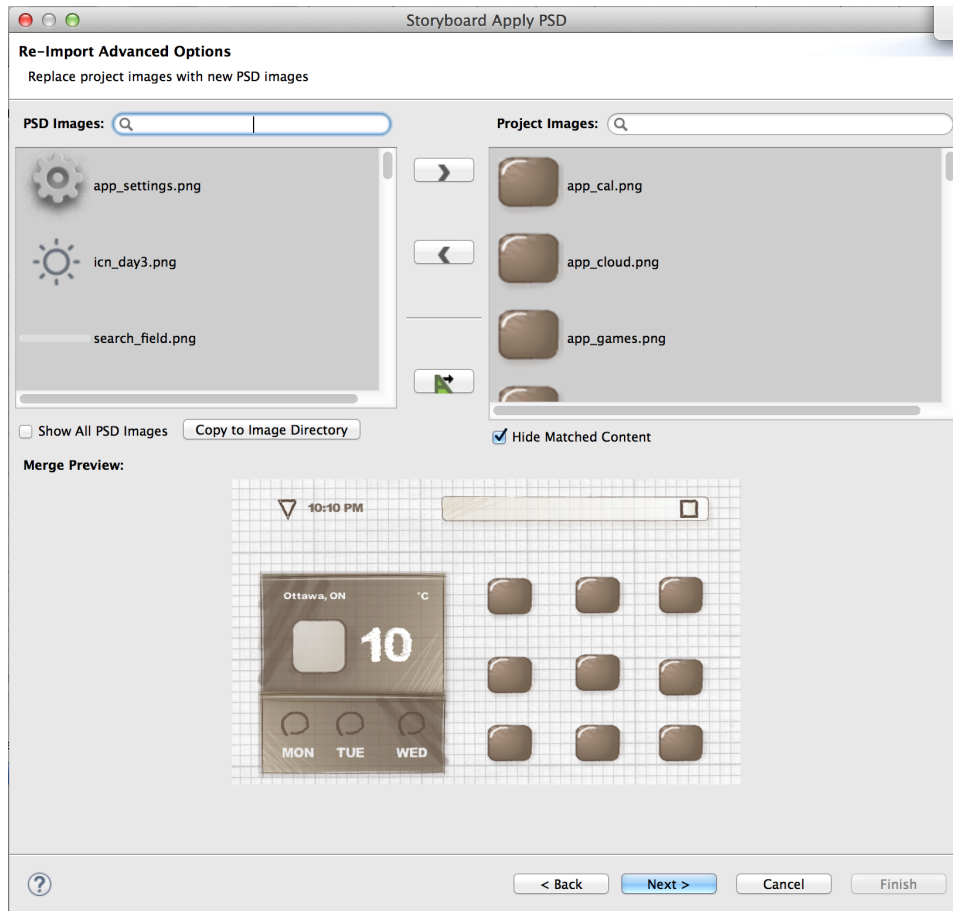 Storyboard Apply PSD
Re-Import Advanced Options
Replace project images with new PSD images
PSD Images:
Project Images:
app_settings.png
app_cal.png
icn_day3.png
app_cloud.png
search_field.png
app_games.png
Show All PSD Images
Copy to Image Directory
Hide Matched Content
Merge Preview:
10:10 PM
Ottawa, ON
°C
10
MON TUE WED
?
< Back
Next >
Cancel
Finish